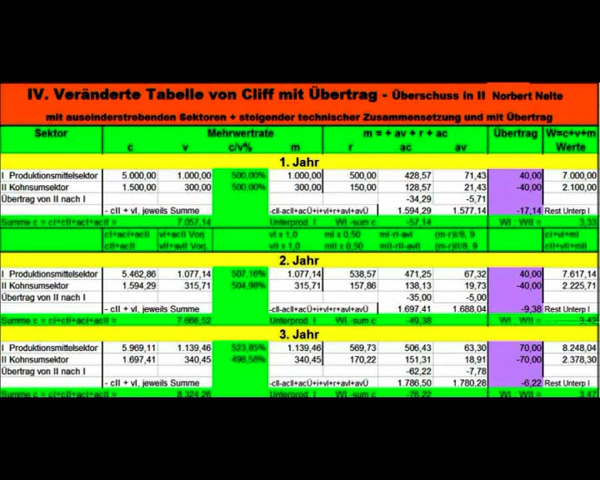 IV. Veränderte Tabelle von Cliff mit Übertrag - Überschuss in II Norbert Nelte
mit auseinderstrebenden Sektoren + steigender technischer Zusammensetzung und mit Übertrag
Sektor Mehrwertrate m = + av + r + ac Übertrag W=c+v+m
c v c/v% m r ac av Werte
1. Jahr
I Produktionsmittelsektor 5.000,00 1.000,00 500,00% 1.000,00 500,00 428,57 71,43 40,00 7.000,00
II Kohnsumsektor 1.500,00 300,00 500,00% 300,00 150,00 128,57 21,43 -40,00 2.100,00
Übertrag von II nach I -34,29 -5,71
- cII + vI, jeweils Summe -cII-acII+acÜ+i+vI+r+avI+avÜ 1.594,29 1.577,14 -17,14 Rest Unterp I
Summe c = cI+cII+acI+acII = 7.057,14 Unterprod. I WI -sum c -57,14 WI : WII = 3,33
cI+acI+acII vI+avI Vorj. vI x 1,0 mI x 0,50 mI-rI-avI (m-r)I/8, 9 cI+vI+mI
cII+acII vII+avII Vorj. vII x 1,0 mII x 0,50 mII-rII-avII (m-r)II/8, 9 cII+vII+mII
2. Jahr
I Produktionsmittelsektor 5.462,86 1.077,14 507,16% 1.077,14 538,57 471,25 67,32 40,00 7.617,14
II Kohnsumsektor 1.594,29 315,71 504,98% 315,71 157,86 138,13 19,73 -40,00 2.225,71
Übertrag von II nach I -35,00 -5,00
- cII + vI, jeweils Summe -cII-acII+acÜ+i+vI+r+avI+avÜ 1.697,41 1.688,04 -9,38 Rest Unterp I
Summe c = cI+cII+acI+acII = 7.666,52 Unterprod. I WI -sum c -49,38 WI : WII = 3,42
3. Jahr
I Produktionsmittelsektor 5.969,11 1.139,46 523,85% 1.139,46 569,73 506,43 63,30 70,00 8.248,04
II Kohnsumsektor 1.697,41 340,45 498,58% 340,45 170,22 151,31 18,91 -70,00 2.378,30
Übertrag von II nach I -62,22 -7,78
- cII + vI, jeweils Summe -cII-acII+acÜ+i+vI+r+avI+avÜ 1.786,50 1.780,28 -6,22 Rest Unterp I
Summe c = cI+cII+acI+acII = 8.324,26 Unterprod. I WI -sum c -76,22 WI : WII = 3,47